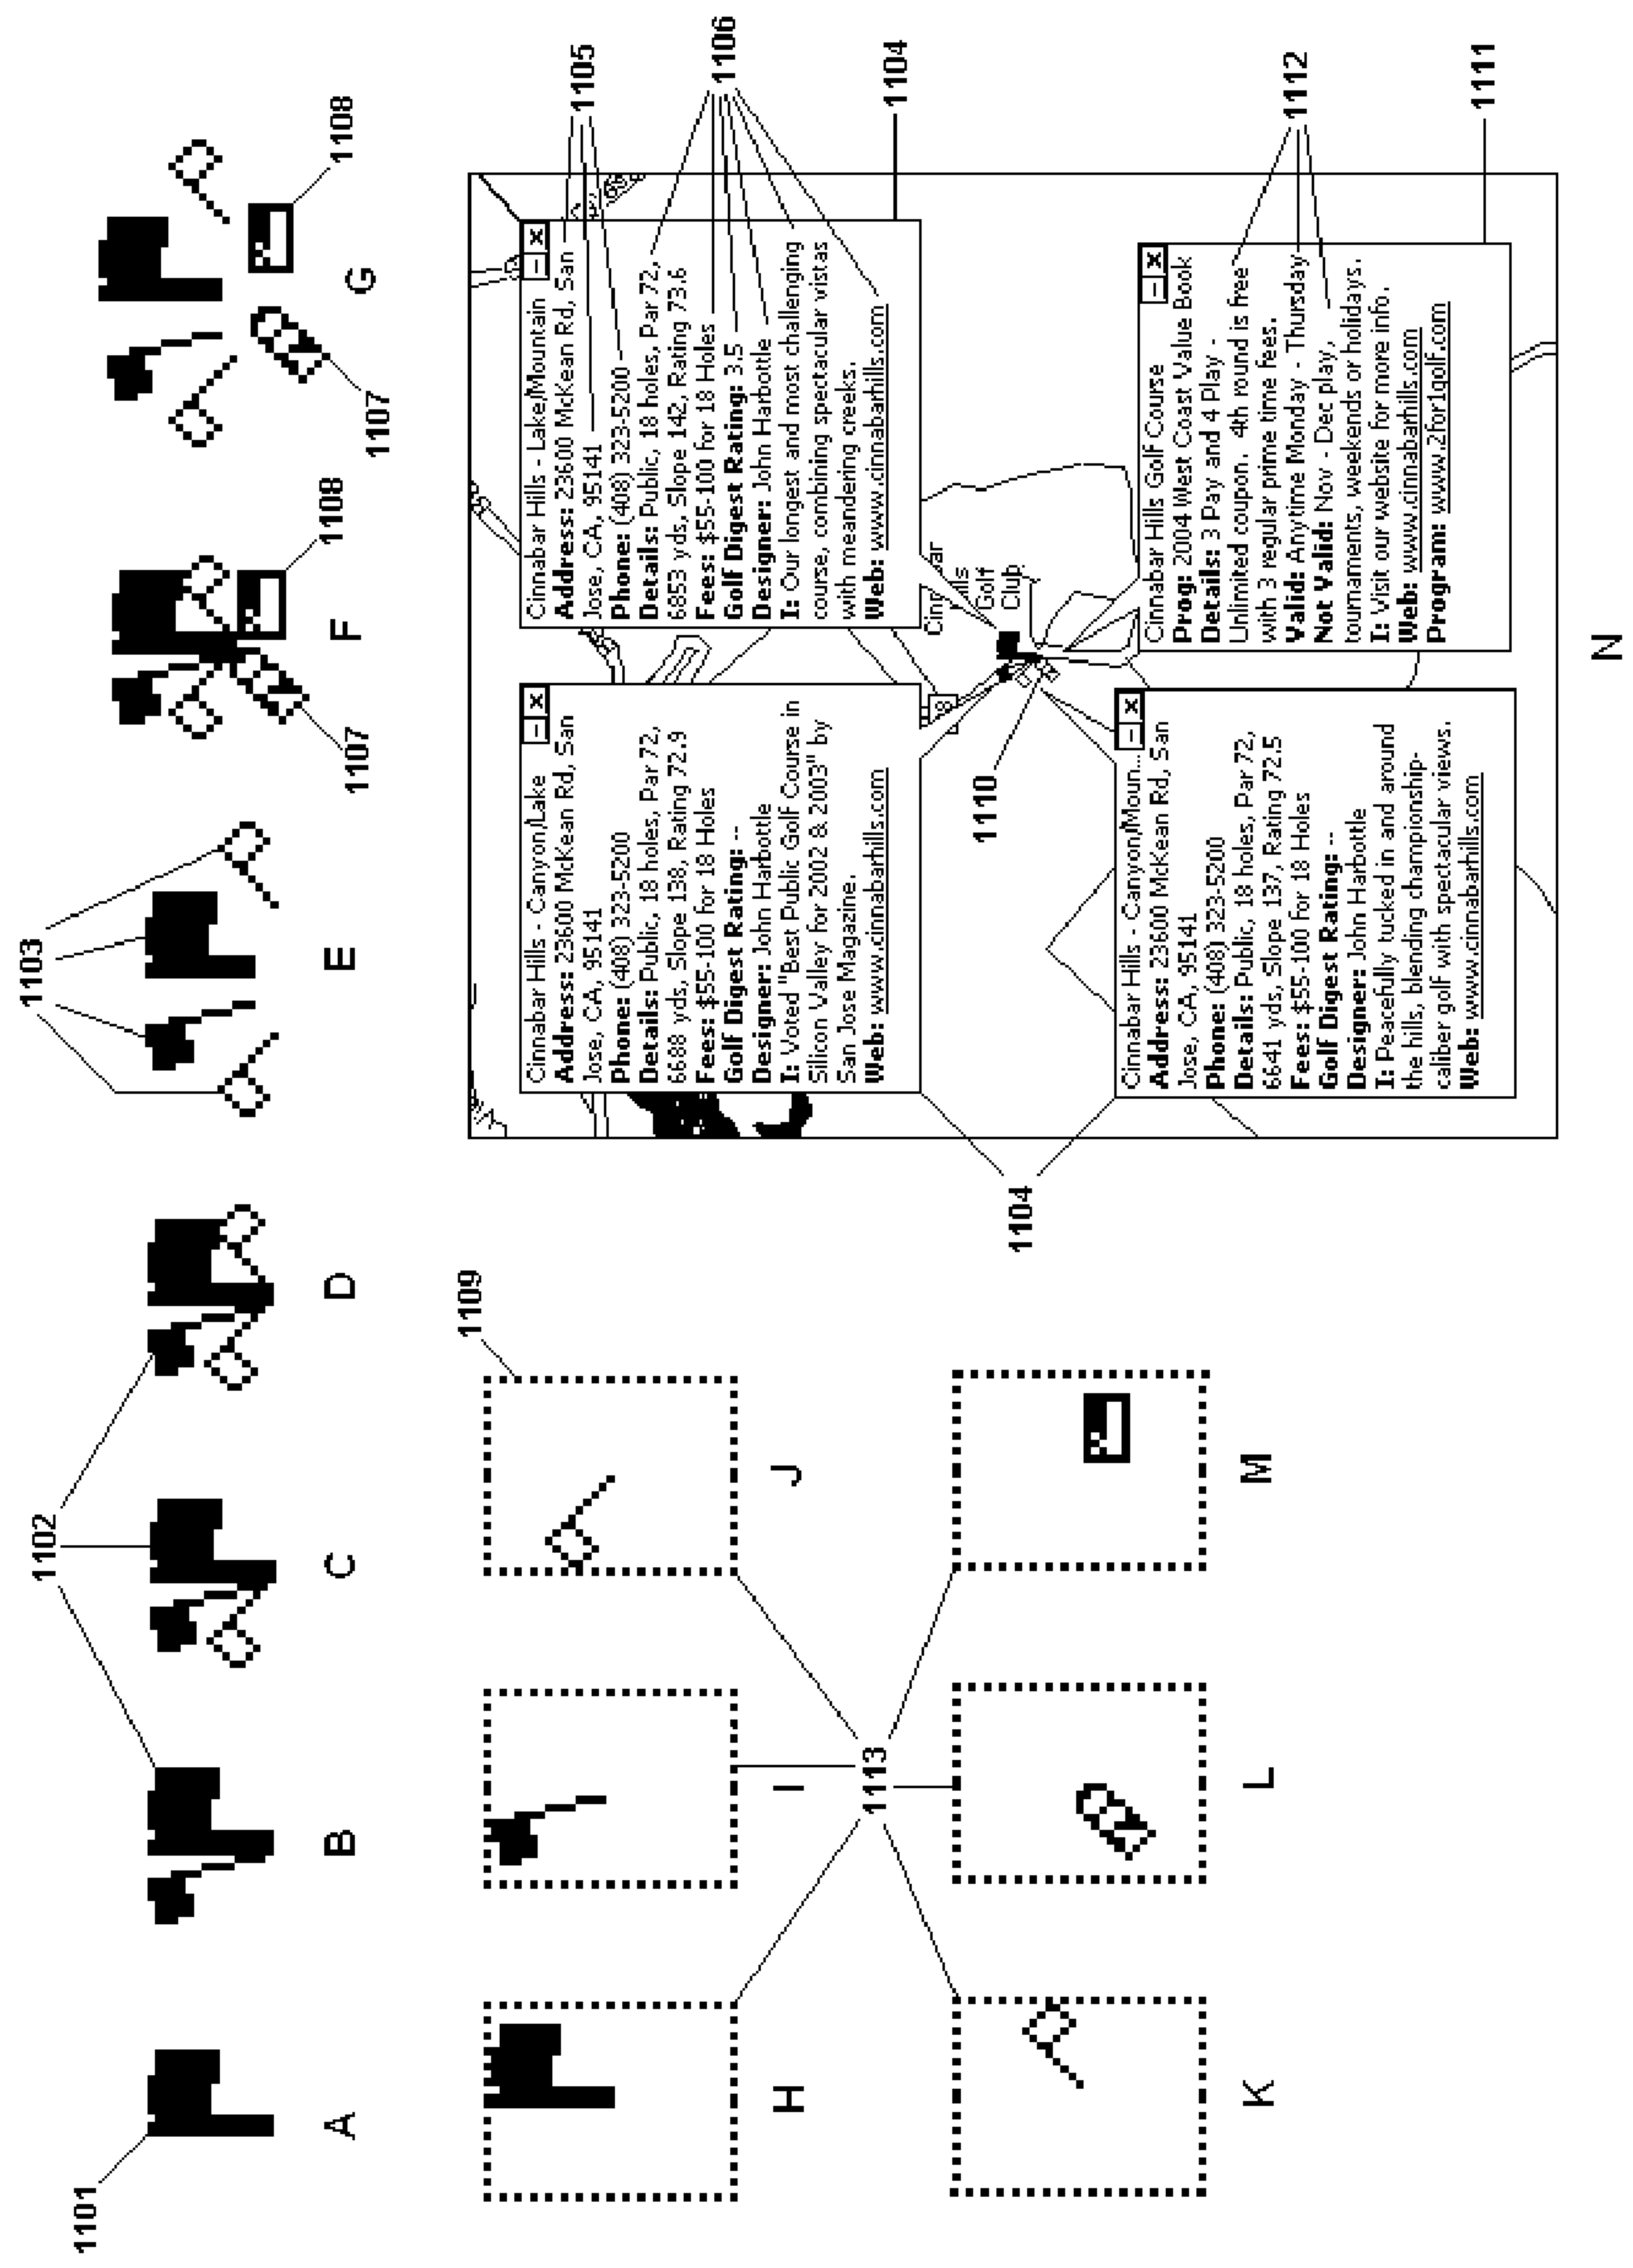 1101
1102
1103
1107
1108
1107
1108
A
B
C
D
E
F
G
1109
H
I
J
1113
K
L
M
1105
1106
1104
1112
1111
1110
1104
Cinnabar Hills - Canyon/Lake
Address: 23600 McKean Rd, San
Jose, CA, 95141
Phone: (408) 323-5200
Details: Public, 18 holes, Par 72,
6688 yds, Slope 138, Rating 72.9
Fees: $55-100 for 18 Holes
Golf Digest Rating: --
Designer: John Harbottle
I: Voted "Best Public Golf Course in
Silicon Valley for 2002 & 2003" by
San Jose Magazine.
Web: www.cinnabarhills.com
Cinnabar Hills - Lake/Mountain
Address: 23600 McKean Rd, San
Jose, CA, 95141
Phone: (408) 323-5200
Details: Public, 18 holes, Par 72,
6853 yds, Slope 142, Rating 73.6
Fees: $55-100 for 18 Holes
Golf Digest Rating: 3.5
Designer: John Harbottle
I: Our longest and most challenging
course, combining spectacular vistas
with meandering creeks.
Web: www.cinnabarhills.com
Golf
Club
Cinnabar Hills - Canyon/Moun...
Address: 23600 McKean Rd, San
Jose, CA, 95141
Phone: (408) 323-5200
Details: Public, 18 holes, Par 72,
6641 yds, Slope 137, Rating 72.5
Fees: $55-100 for 18 Holes
Golf Digest Rating: --
Designer: John Harbottle
I: Peacefully tucked in and around
the hills, blending championship-
caliber golf with spectacular views.
Web: www.cinnabarhills.com
Cinnabar Hills Golf Course
Prog: 2004 West Coast Value Book
Details: 3 Pay and 4 Play -
Unlimited coupon. 4th round is free
with 3 regular prime time fees.
Valid: Anytime Monday - Thursday
Not Valid: Nov - Dec play,
tournaments, weekends or holidays.
I: Visit our website for more info.
Web: www.cinnabarhills.com
Program: www.2for1golf.com
N